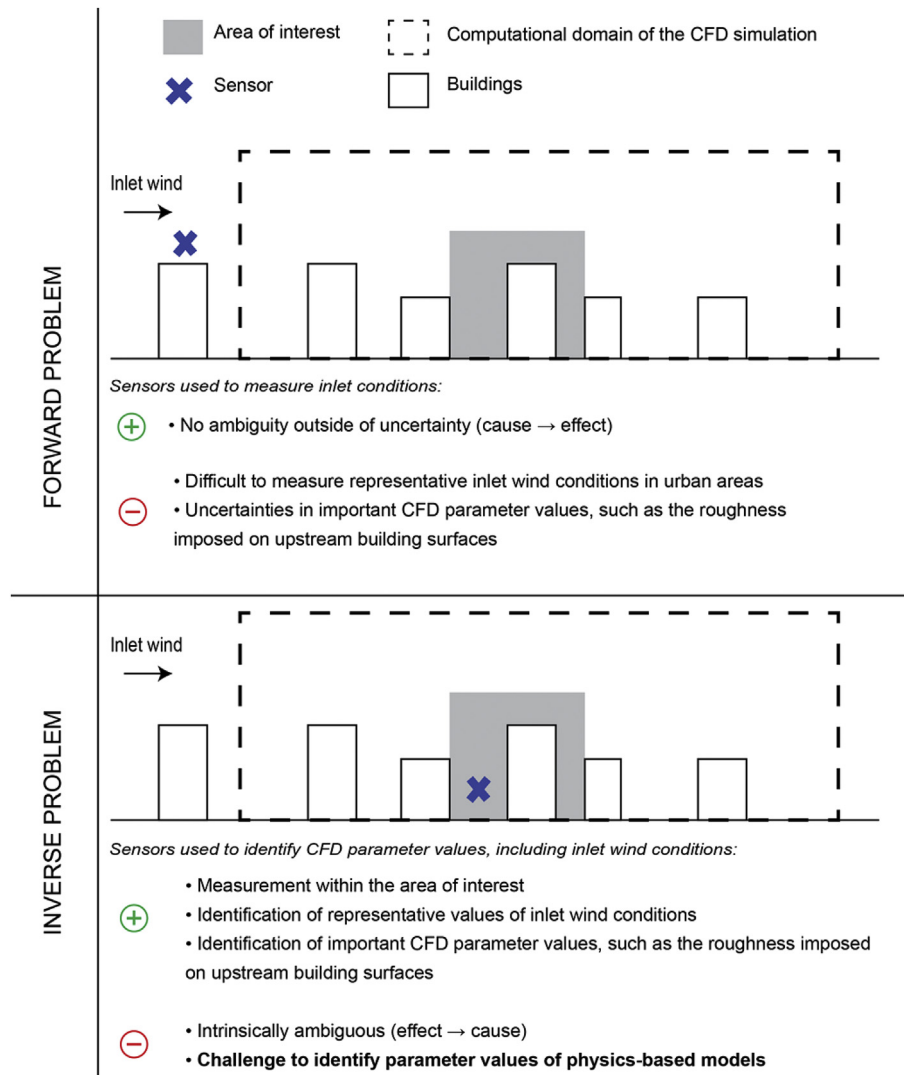 Area of interest
Computational domain of the CFD simulation
Sensor
Buildings
FORWARD PROBLEM
Inlet wind
Sensors used to measure inlet conditions:
• No ambiguity outside of uncertainty (cause → effect)
• Difficult to measure representative inlet wind conditions in urban areas
• Uncertainties in important CFD parameter values, such as the roughness
imposed on upstream building surfaces
INVERSE PROBLEM
Inlet wind
Sensors used to identify CFD parameter values, including inlet wind conditions:
• Measurement within the area of interest
• Identification of representative values of inlet wind conditions
• Identification of important CFD parameter values, such as the roughness imposed
on upstream building surfaces
• Intrinsically ambiguous (effect → cause)
• Challenge to identify parameter values of physics-based models